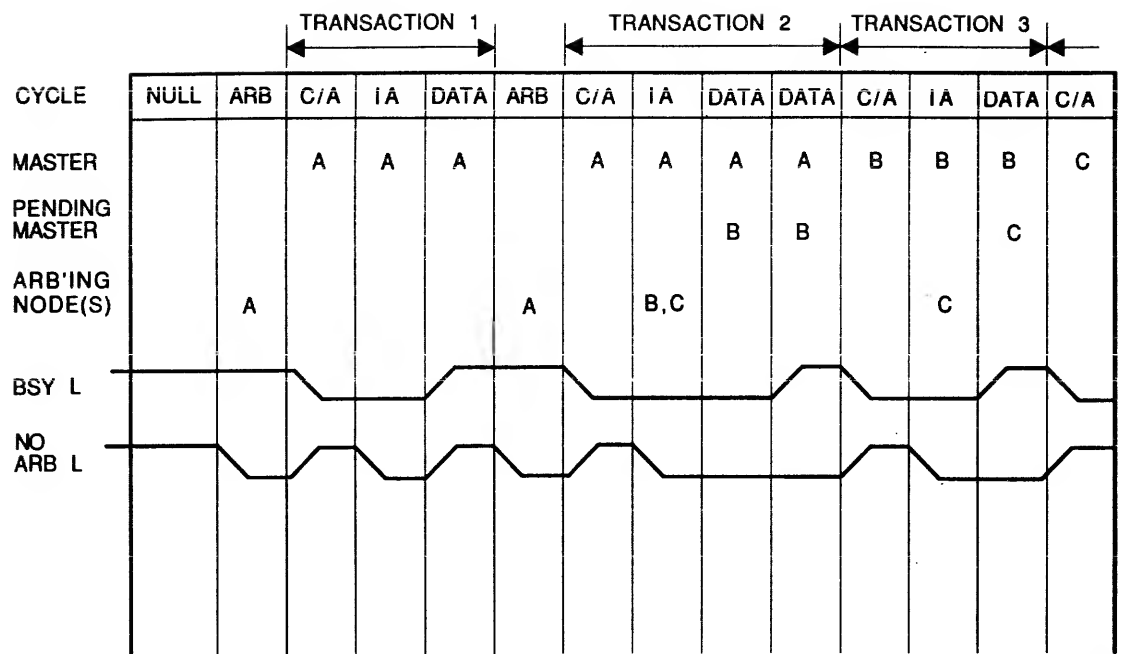 TRANSACTION 1 TRANSACTION 2 TRANSACTION 3
CYCLE NULL ARB C/A IA DATA ARB C/A IA DATA DATA C/A IA DATA C/A
MASTER A A A A A A A B B B C
PENDING
MASTER B B C
ARB'ING
NODE(S) A A B,C C
BSY L
NO
ARB L